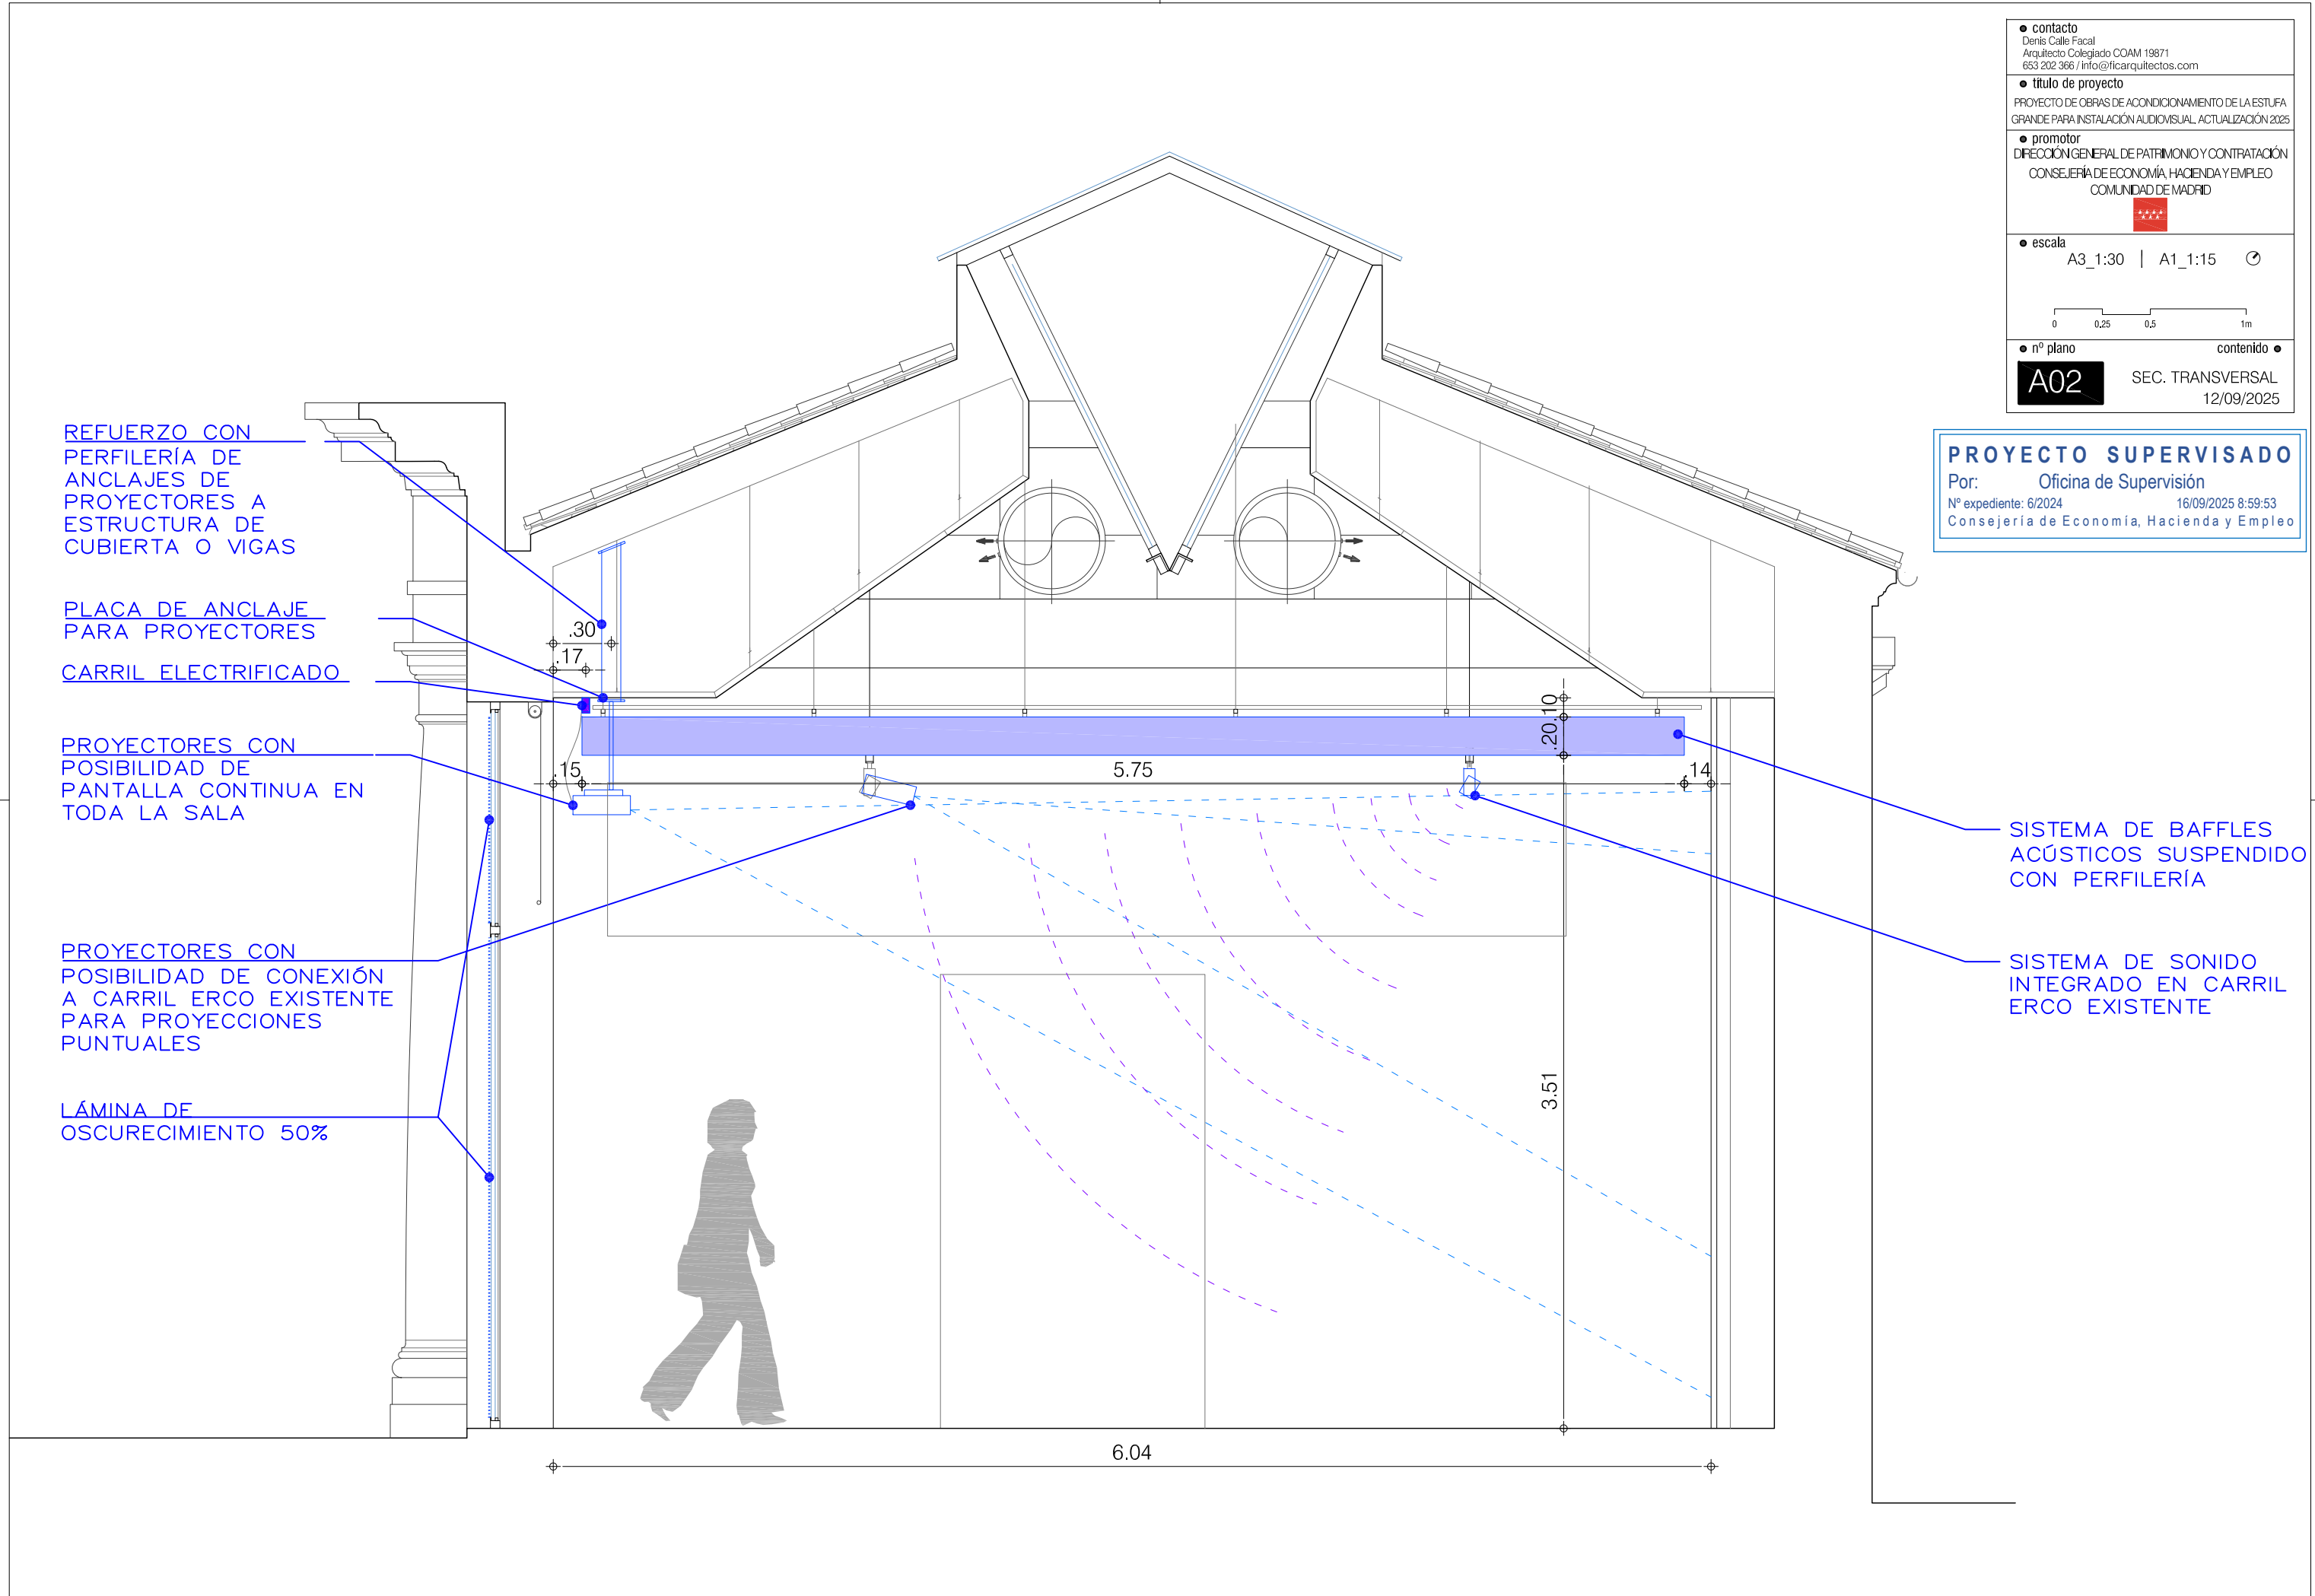 contacto
Denis Calle Facal
Arquitecto Colegiado COAM 19871
653 202 366 / info@ficarquitectos.com
título de proyecto
PROYECTO DE OBRAS DE ACONDICIONAMIENTO DE LA ESTUFA
GRANDE PARA INSTALACIÓN AUDIOVISUAL, ACTUALIZACIÓN 2025
promotor
DIRECCIÓN GENERAL DE PATRIMONIO Y CONTRATACIÓN
CONSEJERÍA DE ECONOMÍA, HACIENDA Y EMPLEO
COMUNIDAD DE MADRID
escala
A3_1:30 | A1_1:15
0 0,25 0,5 1m
nº plano contenido
A02 SEC. TRANSVERSAL
12/09/2025
PROYECTO SUPERVISADO
Por: Oficina de Supervisión
Nº expediente: 6/2024 16/09/2025 8:59:53
Consejería de Economía, Hacienda y Empleo
REFUERZO CON
PERFILERÍA DE
ANCLAJES DE
PROYECTORES A
ESTRUCTURA DE
CUBIERTA O VIGAS
PLACA DE ANCLAJE
PARA PROYECTORES
CARRIL ELECTRIFICADO
PROYECTORES CON
POSIBILIDAD DE
PANTALLA CONTINUA EN
TODA LA SALA
PROYECTORES CON
POSIBILIDAD DE CONEXIÓN
A CARRIL ERCO EXISTENTE
PARA PROYECCIONES
PUNTUALES
LÁMINA DE
OSCURECIMIENTO 50%
.30
.17
.10
.20
.15
5.75
.14
3.51
6.04
SISTEMA DE BAFFLES
ACÚSTICOS SUSPENDIDO
CON PERFILERÍA
SISTEMA DE SONIDO
INTEGRADO EN CARRIL
ERCO EXISTENTE